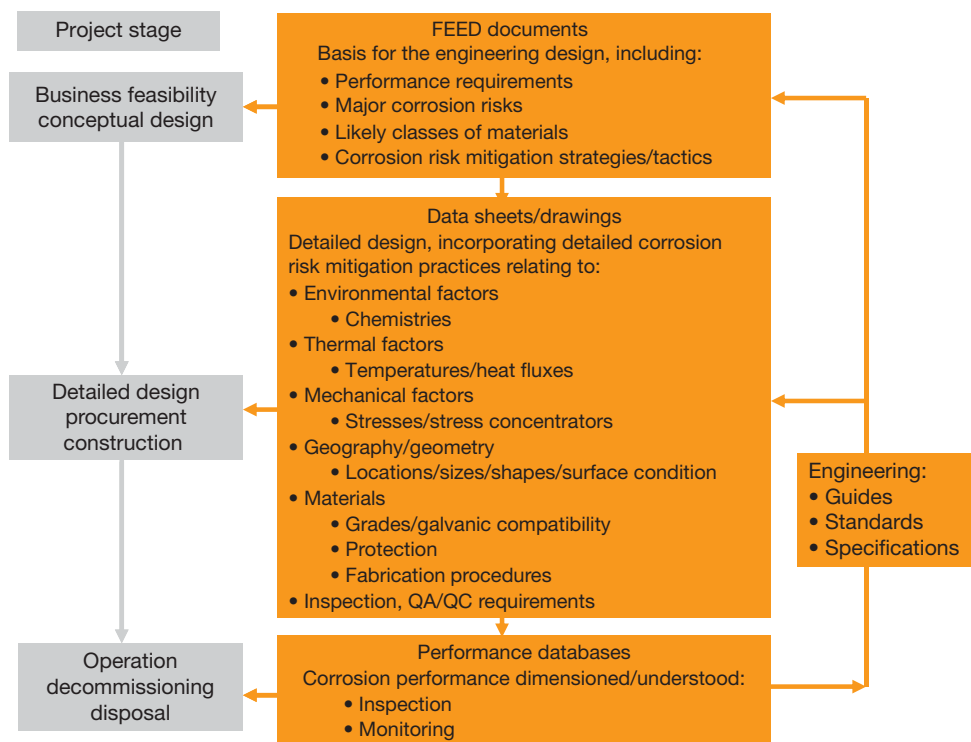 Project stage
Business feasibility
conceptual design
Detailed design
procurement
construction
Operation
decommissioning
disposal
FEED documents
Basis for the engineering design, including:
• Performance requirements
• Major corrosion risks
• Likely classes of materials
• Corrosion risk mitigation strategies/tactics
Data sheets/drawings
Detailed design, incorporating detailed corrosion
risk mitigation practices relating to:
• Environmental factors
• Chemistries
• Thermal factors
• Temperatures/heat fluxes
• Mechanical factors
• Stresses/stress concentrators
• Geography/geometry
• Locations/sizes/shapes/surface condition
• Materials
• Grades/galvanic compatibility
• Protection
• Fabrication procedures
• Inspection, QA/QC requirements
Performance databases
Corrosion performance dimensioned/understood:
• Inspection
• Monitoring
Engineering:
• Guides
• Standards
• Specifications